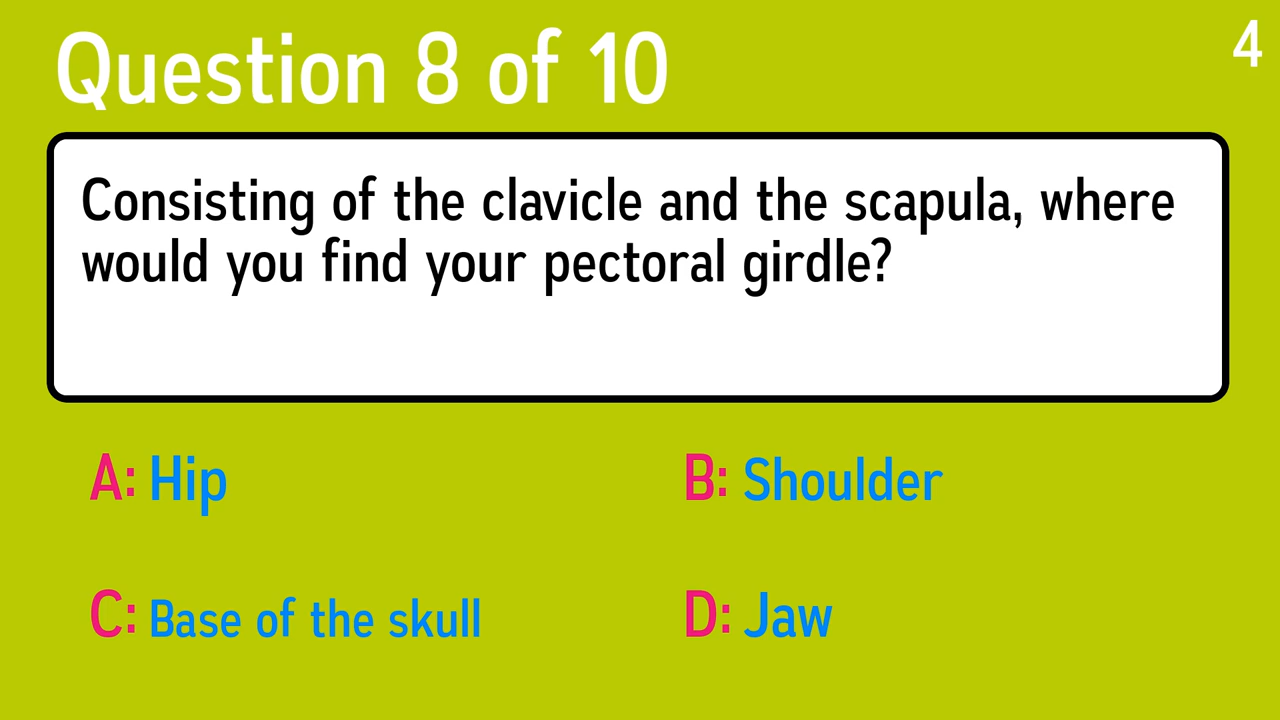 Question 8 of 10
4
Consisting of the clavicle and the scapula, where
would you find your pectoral girdle?
A: Hip
B: Shoulder
C: Base of the skull
D: Jaw